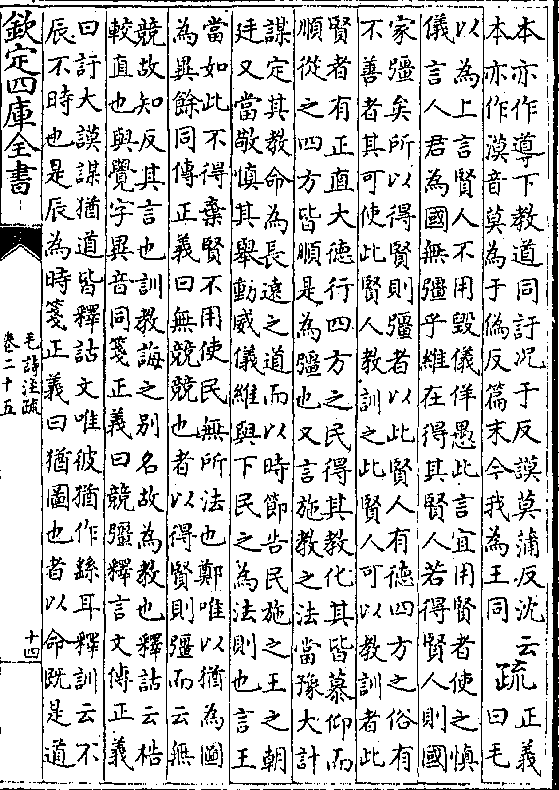 本亦作導下教道同訏况于反謨莫蒲反沈云
本亦作漠音莫為于偽反篇末今我為王同
疏
正義
曰毛
以為上言賢人不用毀儀佯愚此言宜用賢者使之慎
儀言人君為國無彊乎維在得其賢人若得賢人則國
家彊矣所以得賢則彊者以此賢人有德四方之俗有
不善者其可使此賢人教訓之此賢人可以教訓者此
賢者有正直大德行四方之民得其教化其皆慕仰而
順從之四方皆順是為彊也又言施教之法當豫大計
謀定其教命為長遠之道而以時節告民施之王之朝
廷又當敬慎其舉動威儀維與下民之為法則也言王
當如此不得棄賢不用使民無所法也鄭唯以猶為圖
為異餘同傳正義曰無競競也者以得賢則彊而云無
競故知反其言也訓教誨之別名故為教也釋詁云梏
較直也與覺字異音同箋正義曰競彊釋言文傳正義
曰訏大謨謀猶道皆釋詁文唯彼猶作繇耳釋訓云不
辰不時也是辰為時箋正義曰猶圖也者以命既是道
欽定四庫全書
毛詩注疏
卷二十五
十四